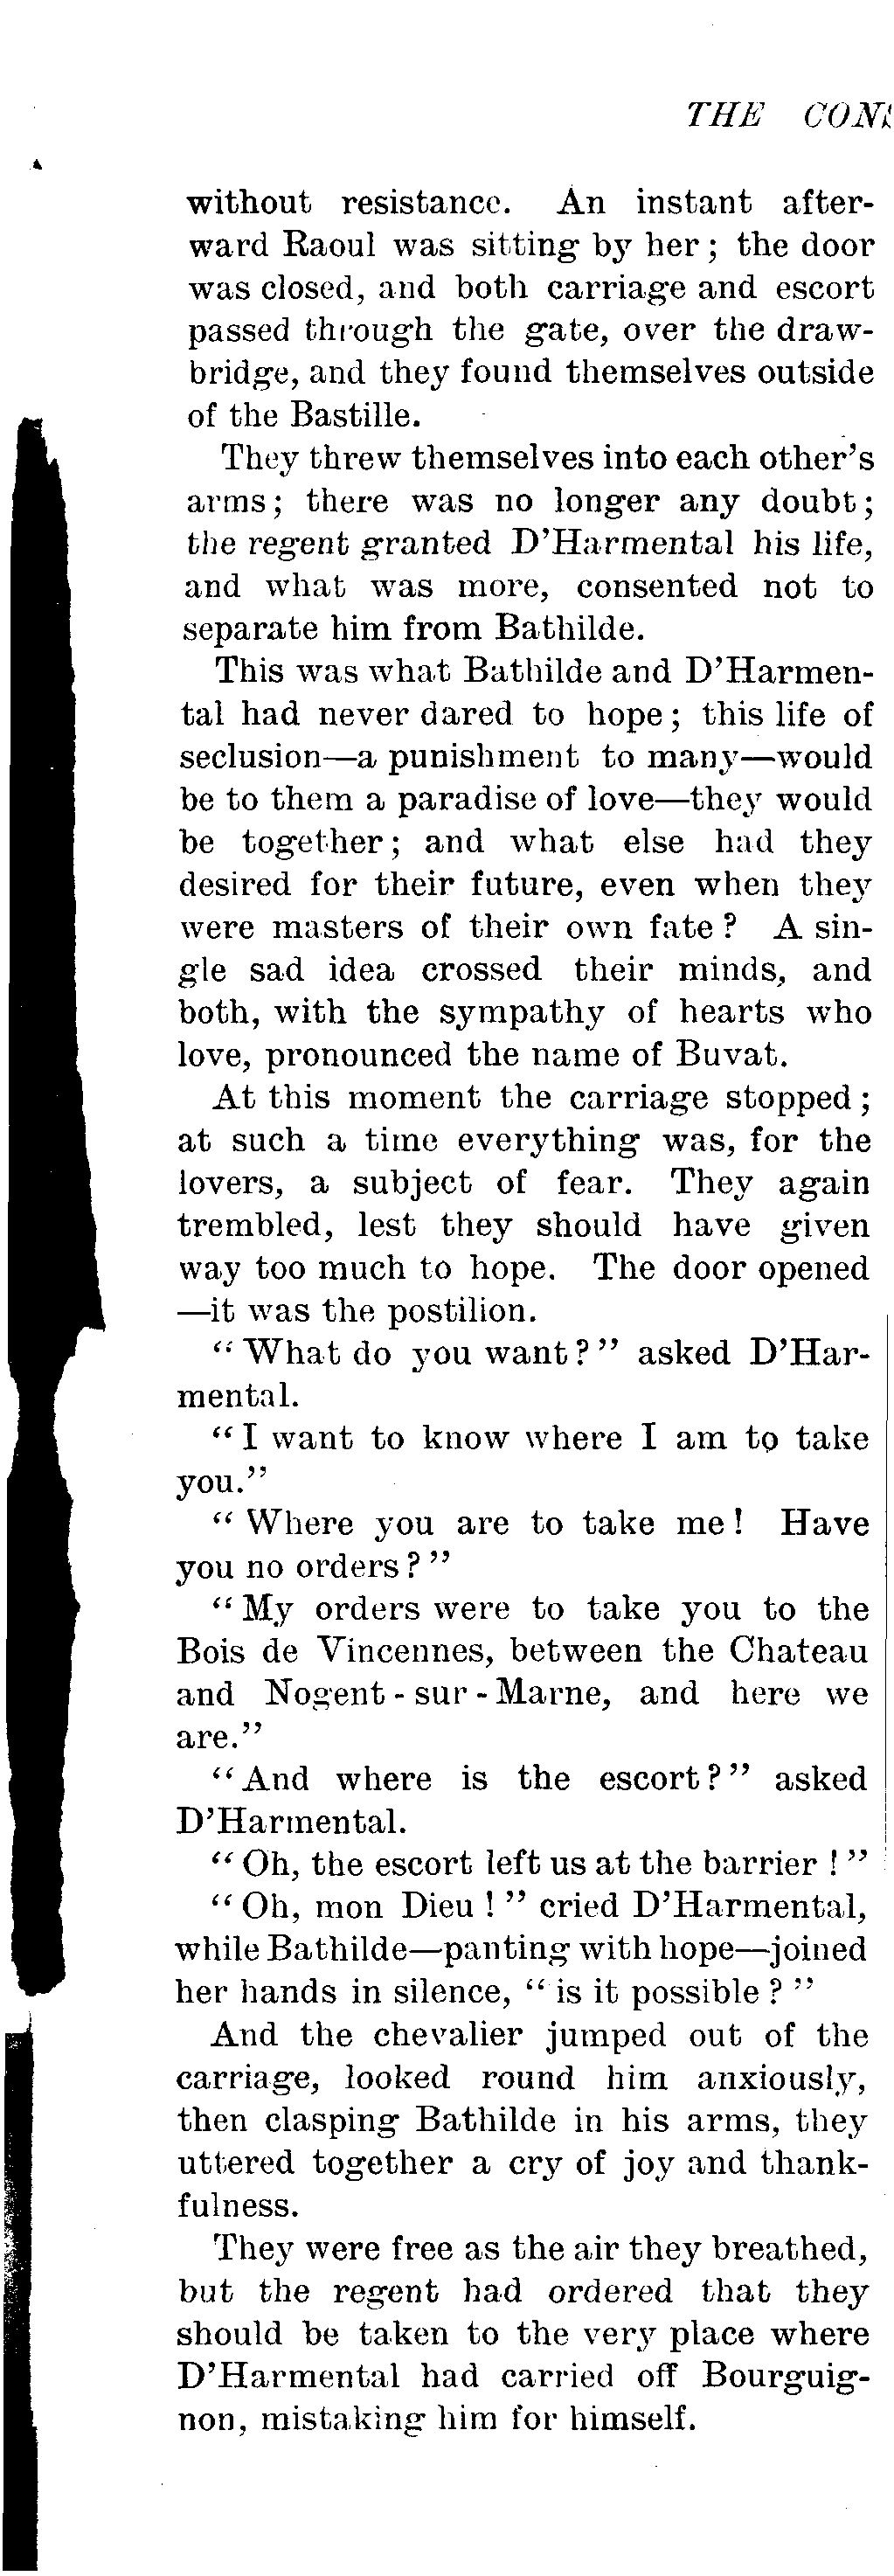 THE CONS
without resistance. An instant after-
ward Raoul was sitting by her; the door
was closed, and both carriage and escort
passed through the gate, over the draw-
bridge, and they found themselves outside
of the Bastille.
They threw themselves into each other's
arms; there was no longer any doubt;
the regent granted D'Harmental his life,
and what was more, consented not to
separate him from Bathilde.
This was what Bathilde and D'Harmen-
tal had never dared to hope; this life of
seclusion—a punishment to many—would
be to them a paradise of love—they would
be together; and what else had they
desired for their future, even when they
were masters of their own fate? A sin-
gle sad idea crossed their minds, and
both, with the sympathy of hearts who
love, pronounced the name of Buvat.
At this moment the carriage stopped;
at such a time everything was, for the
lovers, a subject of fear. They again
trembled, lest they should have given
way too much to hope. The door opened
—it was the postilion.
"What do you want?" asked D'Har-
mental.
"I want to know where I am to take
you."
"Where you are to take me! Have
you no orders?"
"My orders were to take you to the
Bois de Vincennes, between the Chateau
and Nogent-sur-Marne, and here we
are."
"And where is the escort?" asked
D'Harmental.
"Oh, the escort left us at the barrier!"
"Oh, mon Dieu!" cried D'Harmental,
while Bathilde—panting with hope—joined
her hands in silence, "is it possible?"
And the chevalier jumped out of the
carriage, looked round him anxiously,
then clasping Bathilde in his arms, they
uttered together a cry of joy and thank-
fulness.
They were free as the air they breathed,
but the regent had ordered that they
should be taken to the very place where
D'Harmental had carried off Bourguig-
non, mistaking him for himself.